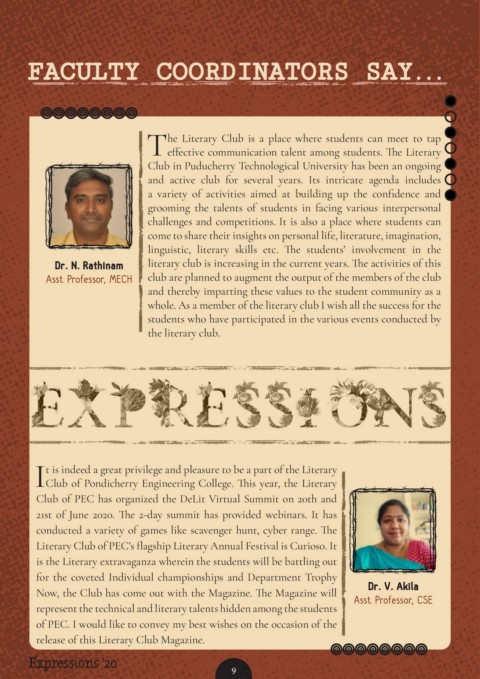 FACULTY COORDINATORS SAY...
The Literary Club is a place where students can meet to tap
effective communication talent among students. The Literary
Club in Puducherry Technological University has been an ongoing
and active club for several years. Its intricate agenda includes
a variety of activities aimed at building up the confidence and
grooming the talents of students in facing various interpersonal
challenges and competitions. It is also a place where students can
come to share their insights on personal life, literature, imagination,
linguistic, literary skills etc. The students' involvement in the
literary club is increasing in the current years. The activities of this
club are planned to augment the output of the members of the club
and thereby imparting these values to the student community as a
whole. As a member of the literary club I wish all the success for the
students who have participated in the various events conducted by
the literary club.
Dr. N. Rathinam
Asst. Professor, MECH
EXPRESSIONS
It is indeed a great privilege and pleasure to be a part of the Literary
Club of Pondicherry Engineering College. This year, the Literary
Club of PEC has organized the DeLit Virtual Summit on 20th and
21st of June 2020. The 2-day summit has provided webinars. It has
conducted a variety of games like scavenger hunt, cyber range. The
Literary Club of PEC's flagship Literary Annual Festival is Curioso. It
is the Literary extravaganza wherein the students will be battling out
for the coveted Individual championships and Department Trophy
Now, the Club has come out with the Magazine. The Magazine will
represent the technical and literary talents hidden among the students
of PEC. I would like to convey my best wishes on the occasion of the
release of this Literary Club Magazine.
Dr. V. Akila
Asst. Professor, CSE
Expressions '20
9